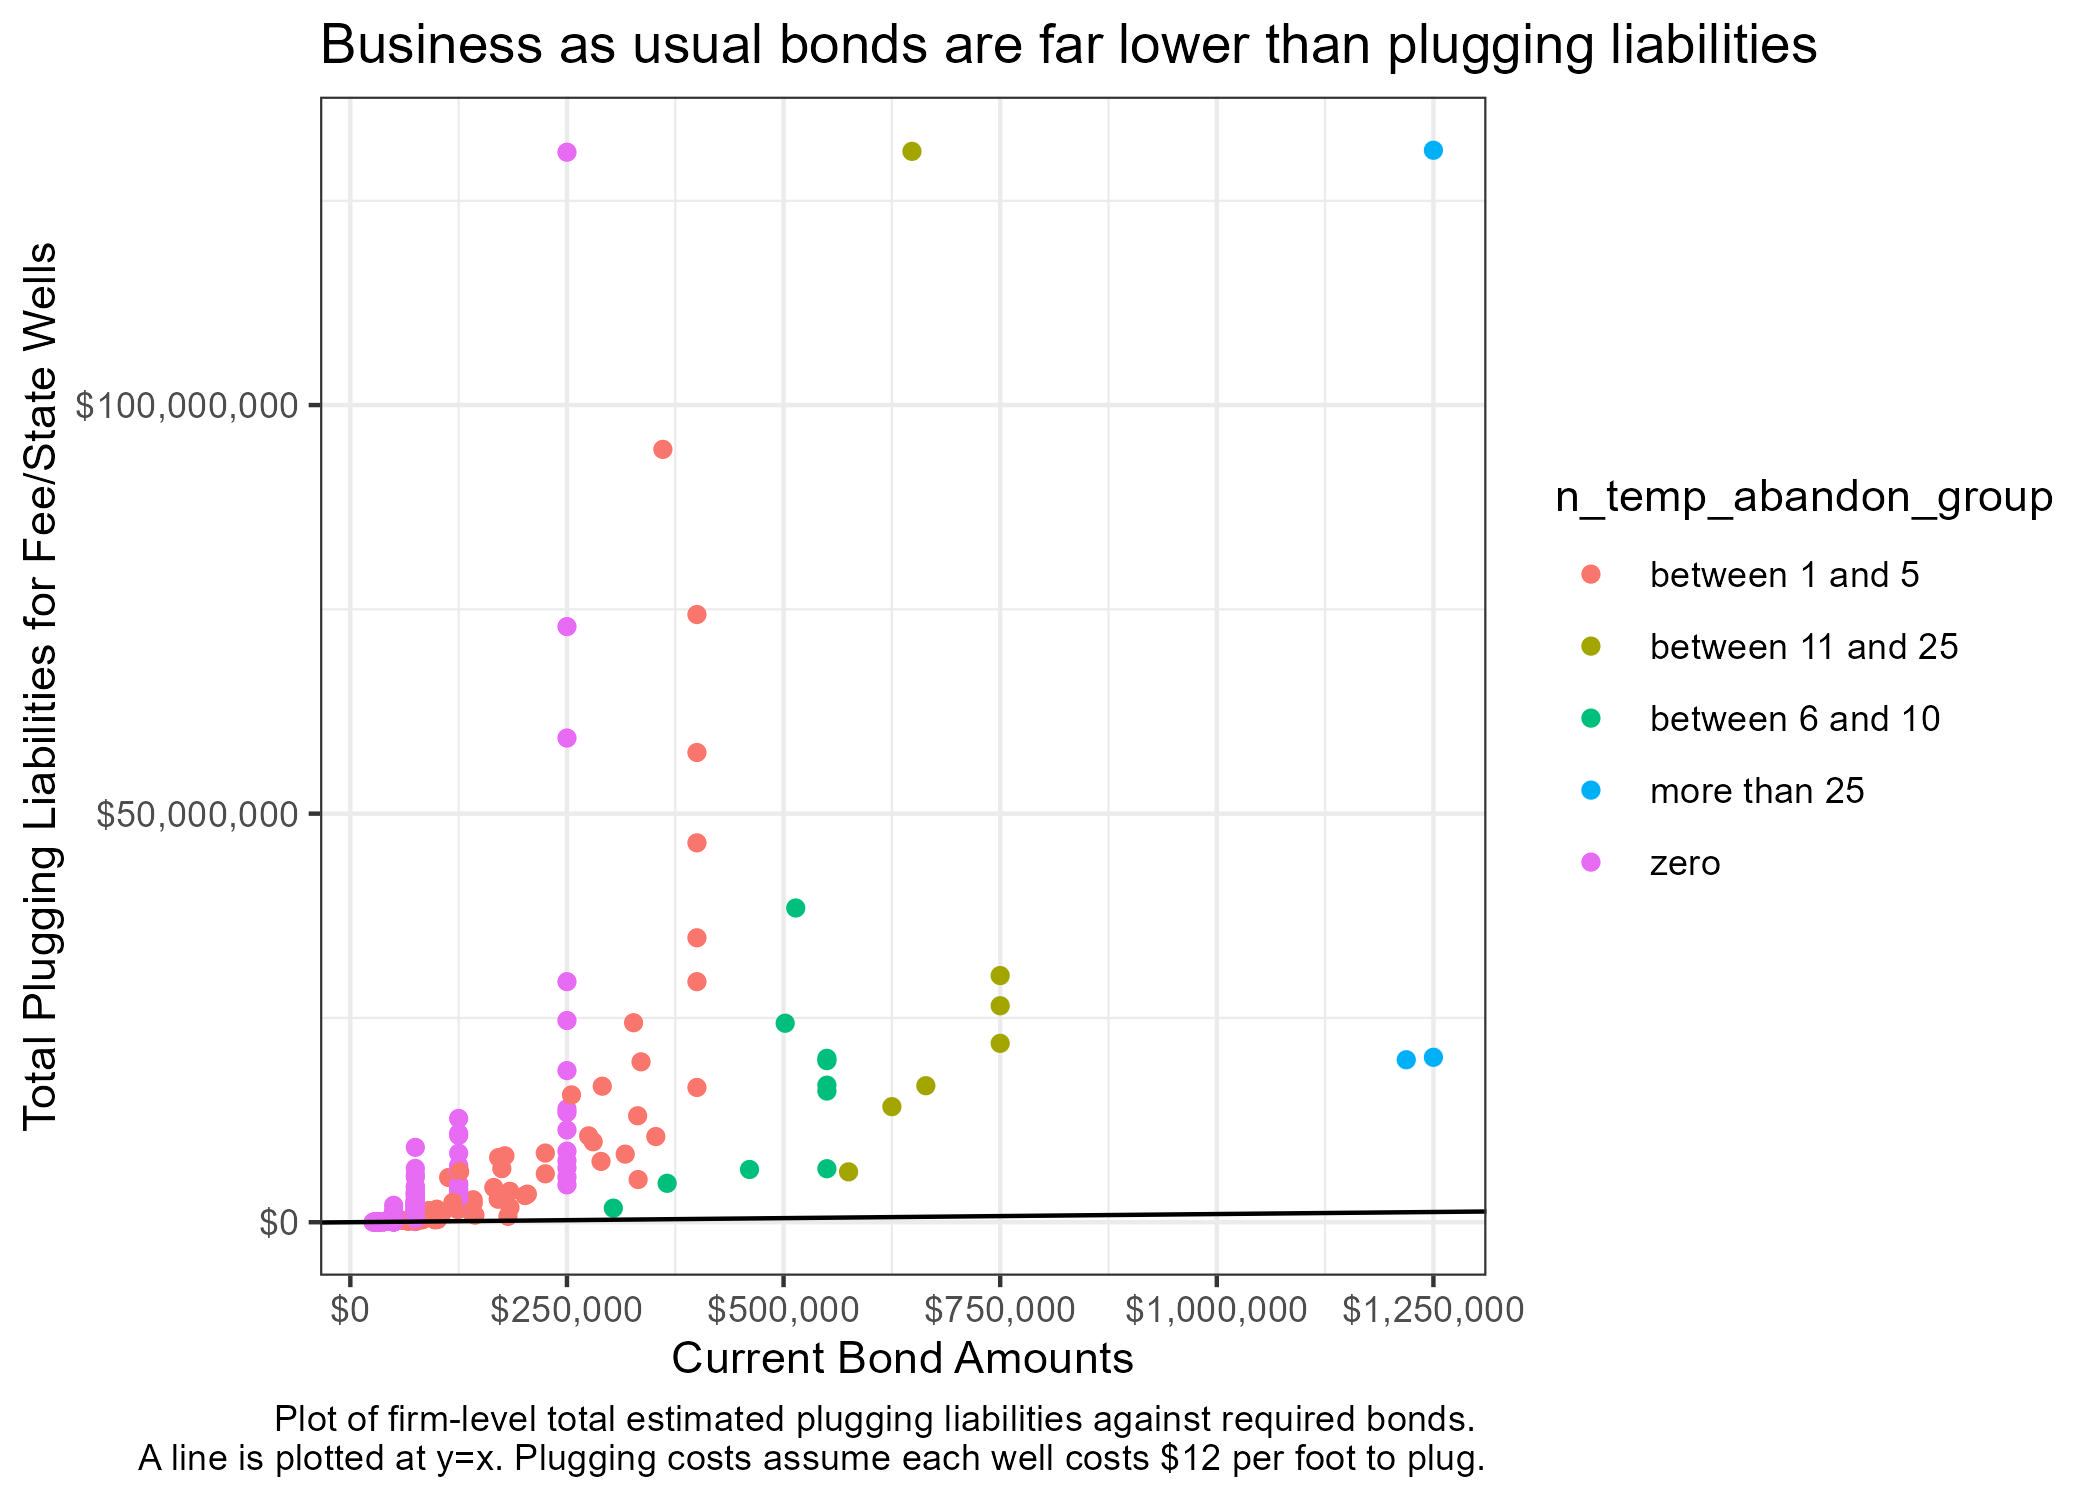 Business as usual bonds are far lower than plugging liabilities
Total Plugging Liabilities for Fee/State Wells
$100,000,000
$50,000,000
$0
$0
$250,000
$500,000
$750,000
$1,000,000
$1,250,000
Current Bond Amounts
n_temp_abandon_group
between 1 and 5
between 11 and 25
between 6 and 10
more than 25
zero
Plot of firm-level total estimated plugging liabilities against required bonds.
A line is plotted at y=x. Plugging costs assume each well costs $12 per foot to plug.